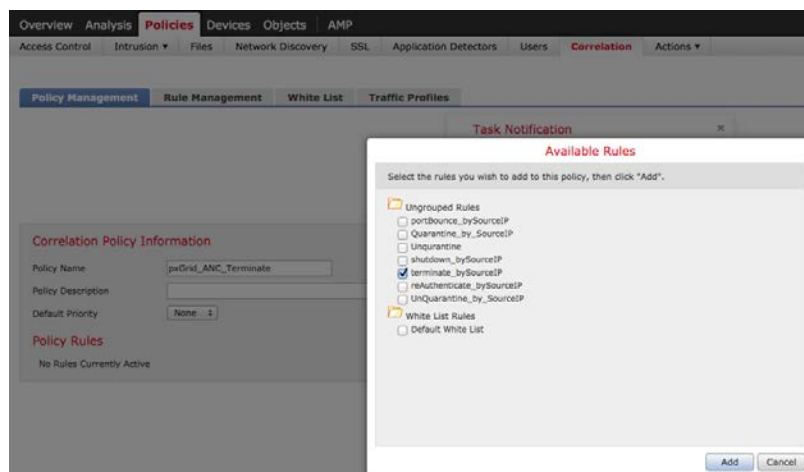 Overview Analysis Policies Devices Objects AMP
Access Control Intrusion ▾ Files Network Discovery SSL Application Detectors Users Correlation Actions ▾
Policy Management Rule Management White List Traffic Profiles
Task Notification ×
Available Rules
Select the rules you wish to add to this policy, then click "Add".
Ungrouped Rules
portBounce_bySourceIP
Quarantine_by_SourceIP
Unqurantine
shutdown_bySourceIP
terminate_bySourceIP
reAuthenticate_bySourceIP
UnQuarantine_by_SourceIP
White List Rules
Default White List
Correlation Policy Information
Policy Name pxGrid_ANC_Terminate
Policy Description
Default Priority None
Policy Rules
No Rules Currently Active
Add Cancel